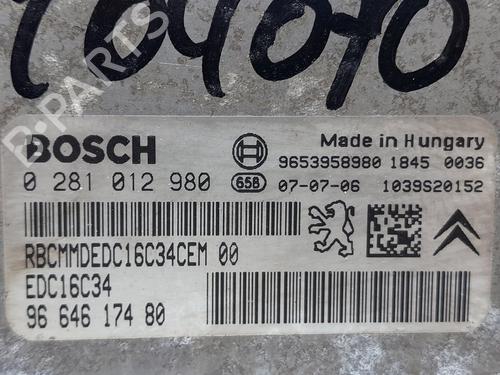 104070
B-PARTS
BOSCH
Made in Hungary
9653958980 1845 0036
0 281 012 980
658
07-07-06 1039S20152
RBCMMDEDC16C34CEM 00
EDC16C34
96 646 174 80